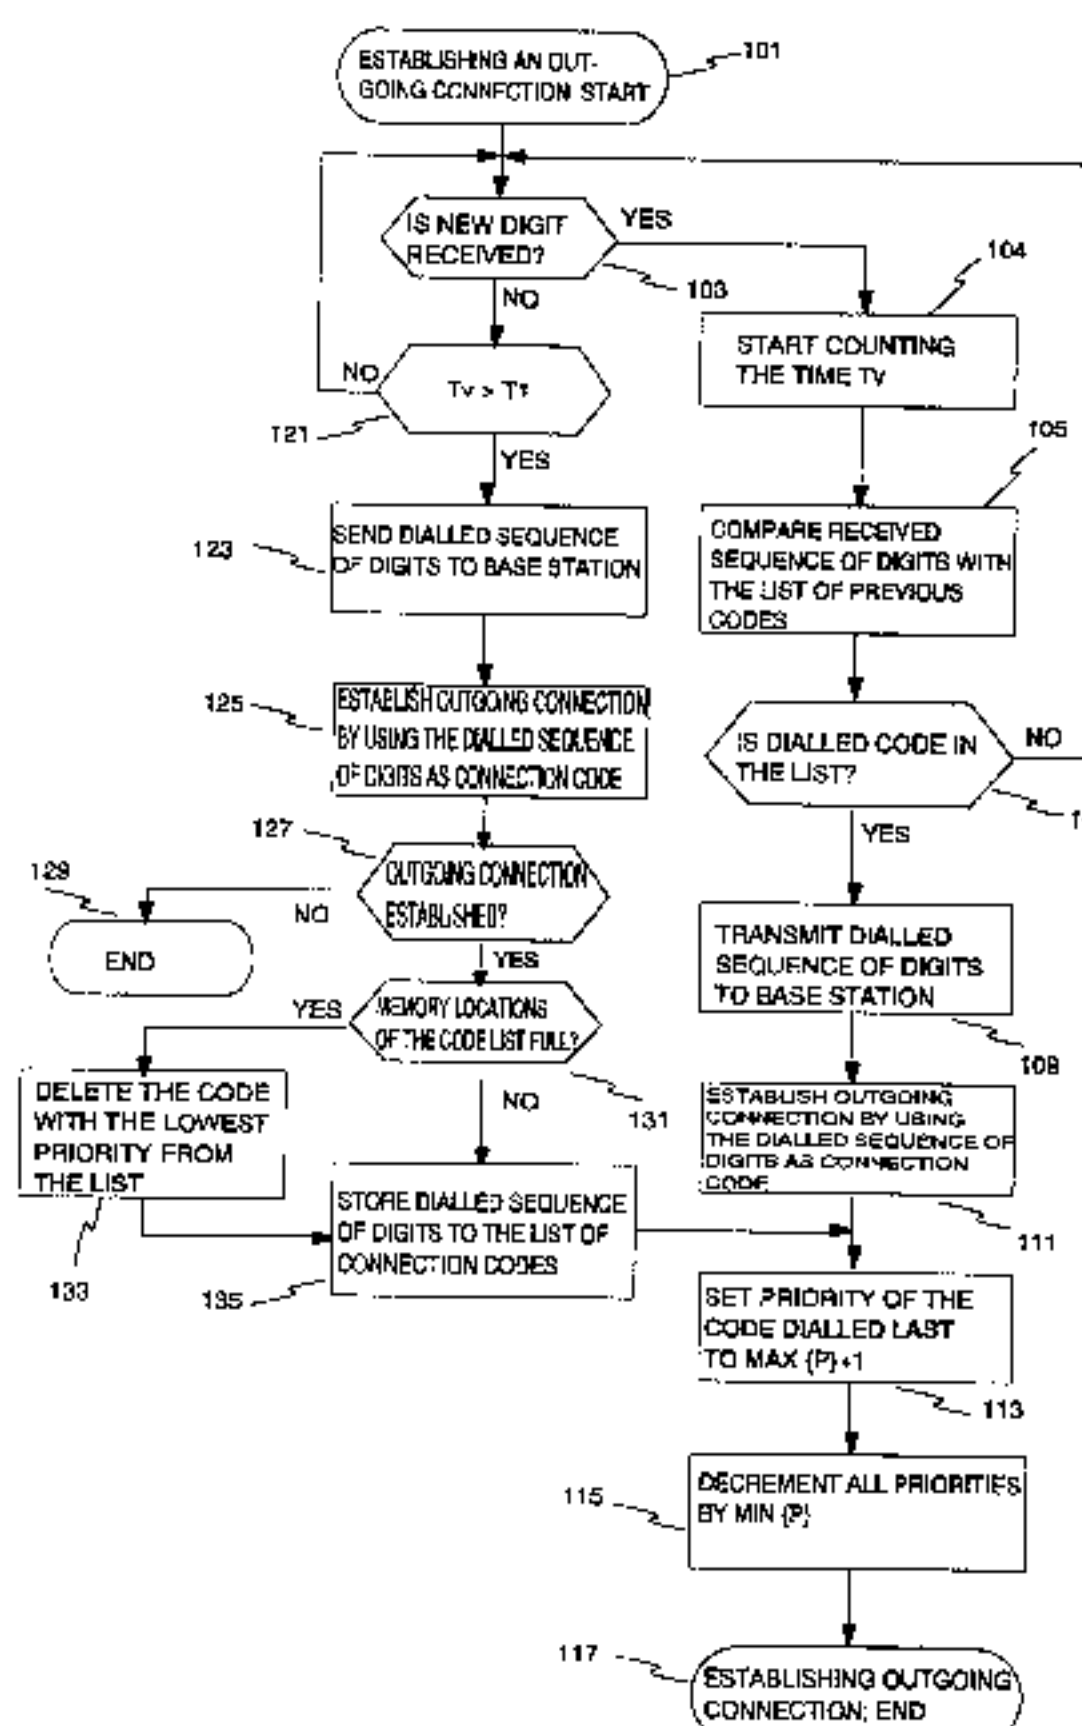 ESTABLISHING AN OUT-
GOING CONNECTION START
101
IS NEW DIGIT
RECEIVED?
YES
103
NO
104
START COUNTING
THE TIME TV
NO
121
YES
105
COMPARE RECEIVED
SEQUENCE OF DIGITS WITH
THE LIST OF PREVIOUS
CODES
123
SEND DIALLED SEQUENCE
OF DIGITS TO BASE STATION
125
ESTABLISH OUTGOING CONNECTION
BY USING THE DIALLED SEQUENCE
OF DIGITS AS CONNECTION CODE
IS DIALLED CODE IN
THE LIST?
NO
YES
127
OUTGOING CONNECTION
ESTABLISHED?
129
NO
END
YES
TRANSMIT DIALLED
SEQUENCE OF DIGITS
TO BASE STATION
109
YES
MEMORY LOCATIONS
OF THE CODE LIST FULL?
131
NO
DELETE THE CODE
WITH THE LOWEST
PRIORITY FROM
THE LIST
133
ESTABLISH OUTGOING
CONNECTION BY USING
THE DIALLED SEQUENCE OF
DIGITS AS CONNECTION
CODE
111
STORE DIALLED SEQUENCE
OF DIGITS TO THE LIST OF
CONNECTION CODES
135
SET PRIORITY OF THE
CODE DIALLED LAST
TO MAX {P}+1
113
115
DECREMENT ALL PRIORITIES
BY MIN {P}
117
ESTABLISHING OUTGOING
CONNECTION; END